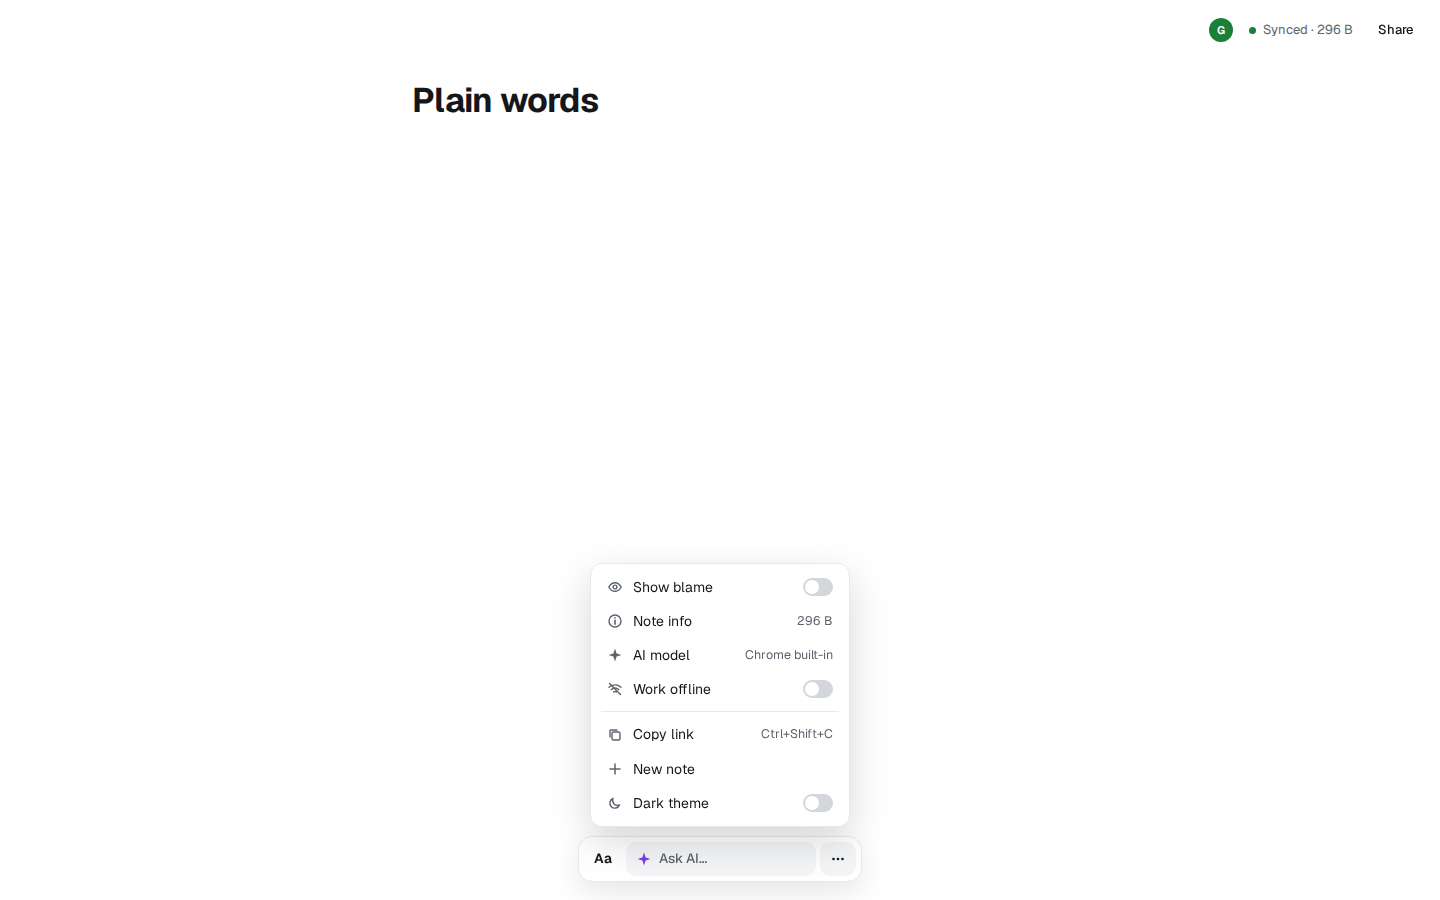 G
Synced · 296 B
Share
Plain words
Show blame
Note info 296 B
AI model Chrome built-in
Work offline
Copy link Ctrl+Shift+C
New note
Dark theme
Aa
Ask AI...